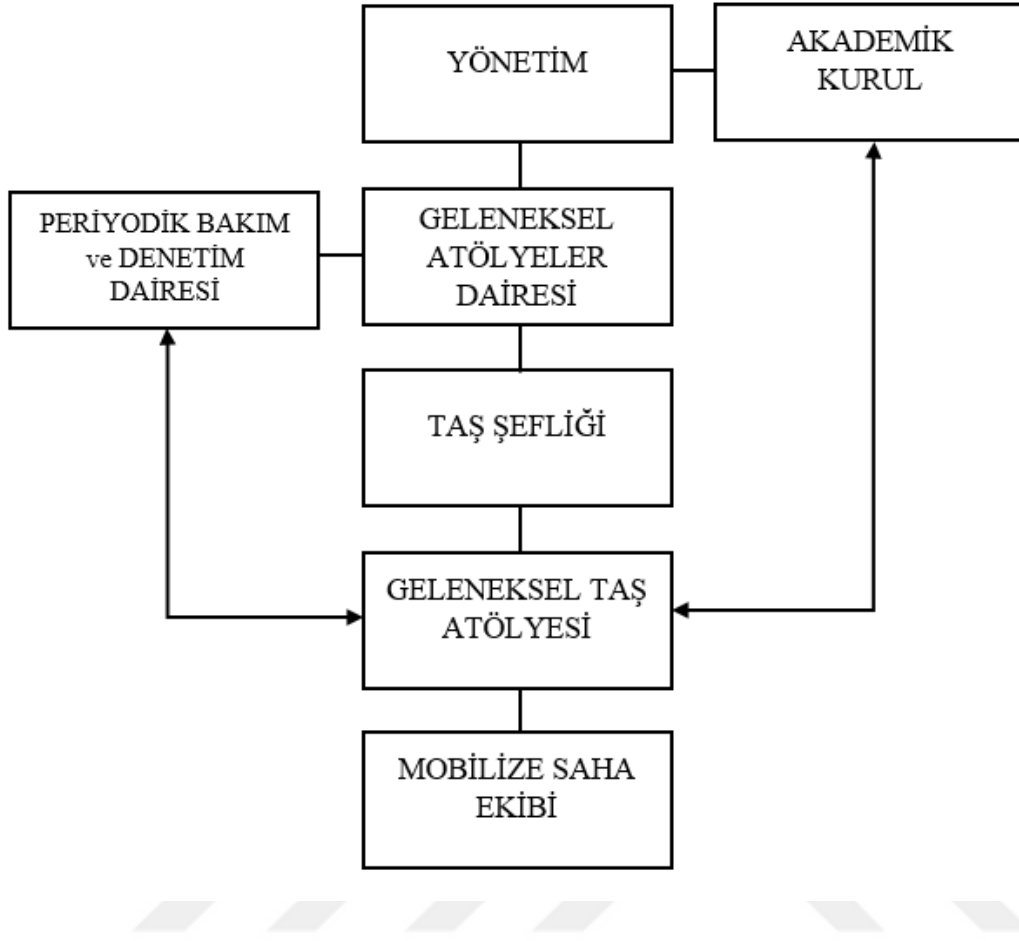 YÖNETİM
AKADEMİK
KURUL
PERİYODİK BAKIM
ve DENETİM
DAİRESİ
GELENEKSEL
ATÖLYELER
DAİRESİ
TAŞ ŞEFLİĞİ
GELENEKSEL TAŞ
ATÖLYESİ
MOBİLİZE SAHA
EKİBİ